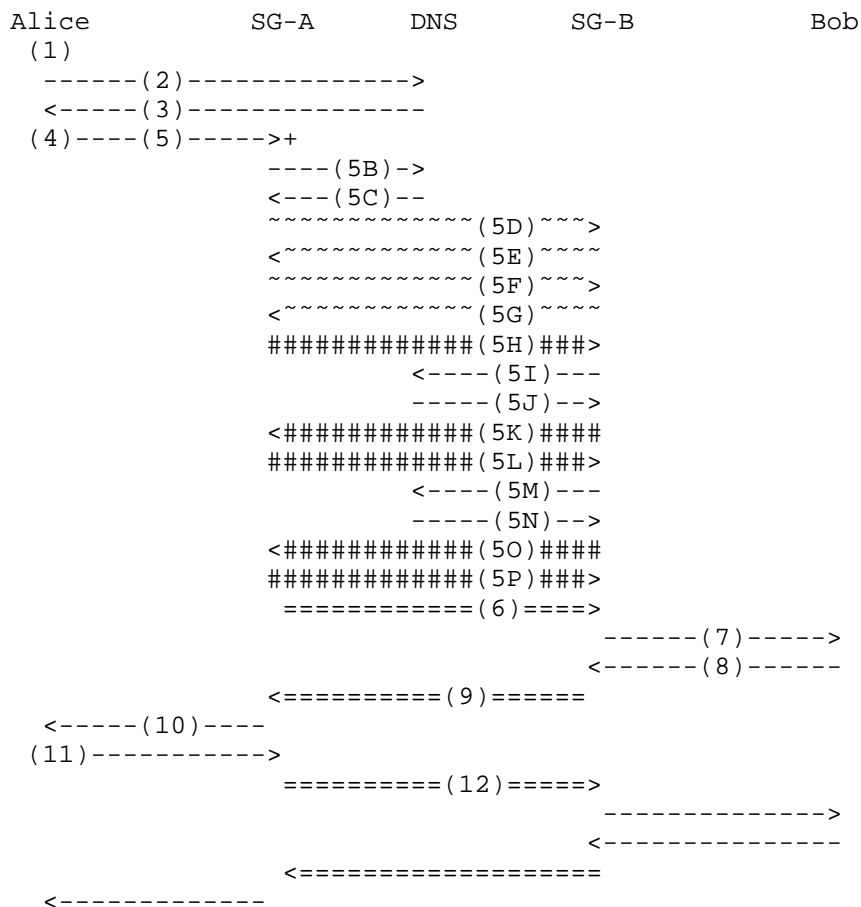 Alice          SG-A       DNS       SG-B           Bob
 (1)
  ------(2)-------------->
  <-----(3)---------------
 (4)----(5)----->+
                ----(5B)->
                <---(5C)--
                ~~~~~~~~~~~~~(5D)~~~>
                <~~~~~~~~~~~~(5E)~~~~
                ~~~~~~~~~~~~~(5F)~~~>
                <~~~~~~~~~~~~(5G)~~~~
                #############(5H)###>
                         <----(5I)---
                         -----(5J)-->
                <############(5K)####
                #############(5L)###>
                         <----(5M)---
                         -----(5N)-->
                <############(5O)####
                #############(5P)###>
                 ============(6)====>
                                     ------(7)----->
                                    <------(8)------
                <==========(9)======
  <-----(10)----
 (11)----------->
                 ==========(12)=====>
                                     -------------->
                                    <---------------
                 <===================
  <-------------